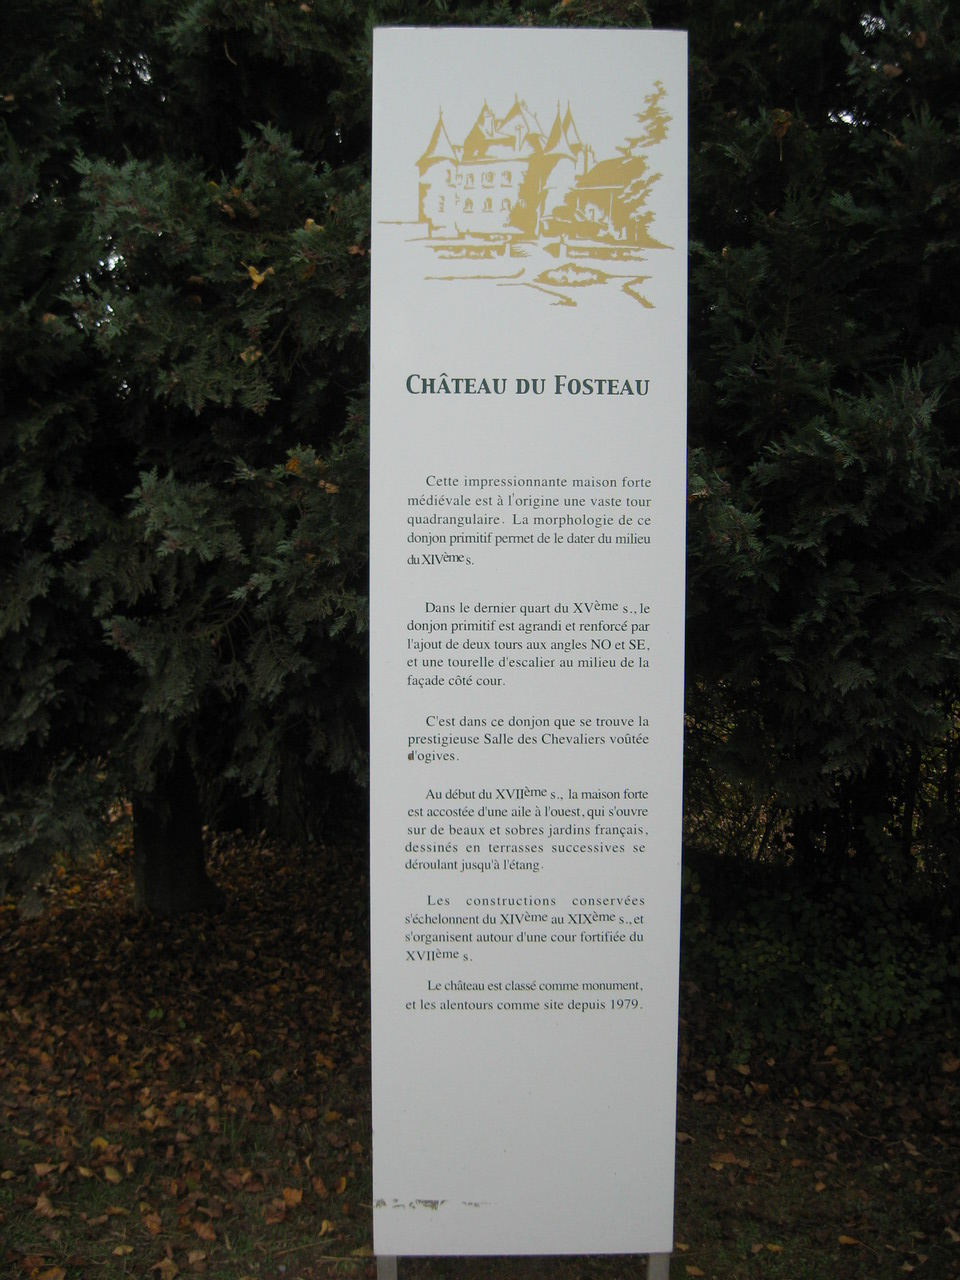 CHÂTEAU DU FOSTEAU
Cette impressionnante maison forte
médiévale est à l'origine une vaste tour
quadrangulaire. La morphologie de ce
donjon primitif permet de le dater du milieu
du XIVème s.
Dans le dernier quart du XVème s., le
donjon primitif est agrandi et renforcé par
l'ajout de deux tours aux angles NO et SE,
et une tourelle d'escalier au milieu de la
façade côté cour.
C'est dans ce donjon que se trouve la
prestigieuse Salle des Chevaliers voûtée
d'ogives.
Au début du XVIIème s., la maison forte
est accostée d'une aile à l'ouest, qui s'ouvre
sur de beaux et sobres jardins français,
dessinés en terrasses successives se
déroulant jusqu'à l'étang.
Les constructions conservées
s'échelonnent du XIVème au XIXème s., et
s'organisent autour d'une cour fortifiée du
XVIIème s.
Le château est classé comme monument,
et les alentours comme site depuis 1979.